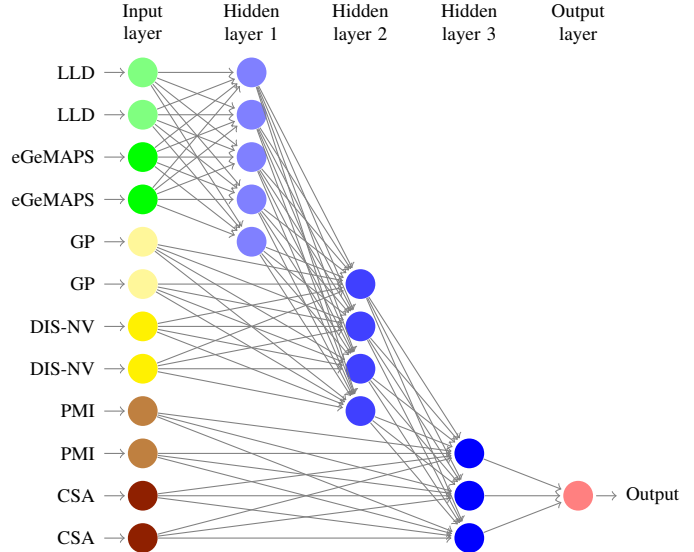 Input
layer
Hidden
layer 1
Hidden
layer 2
Hidden
layer 3
Output
layer
LLD
LLD
eGeMAPS
eGeMAPS
GP
GP
DIS-NV
DIS-NV
PMI
PMI
CSA
Output
CSA